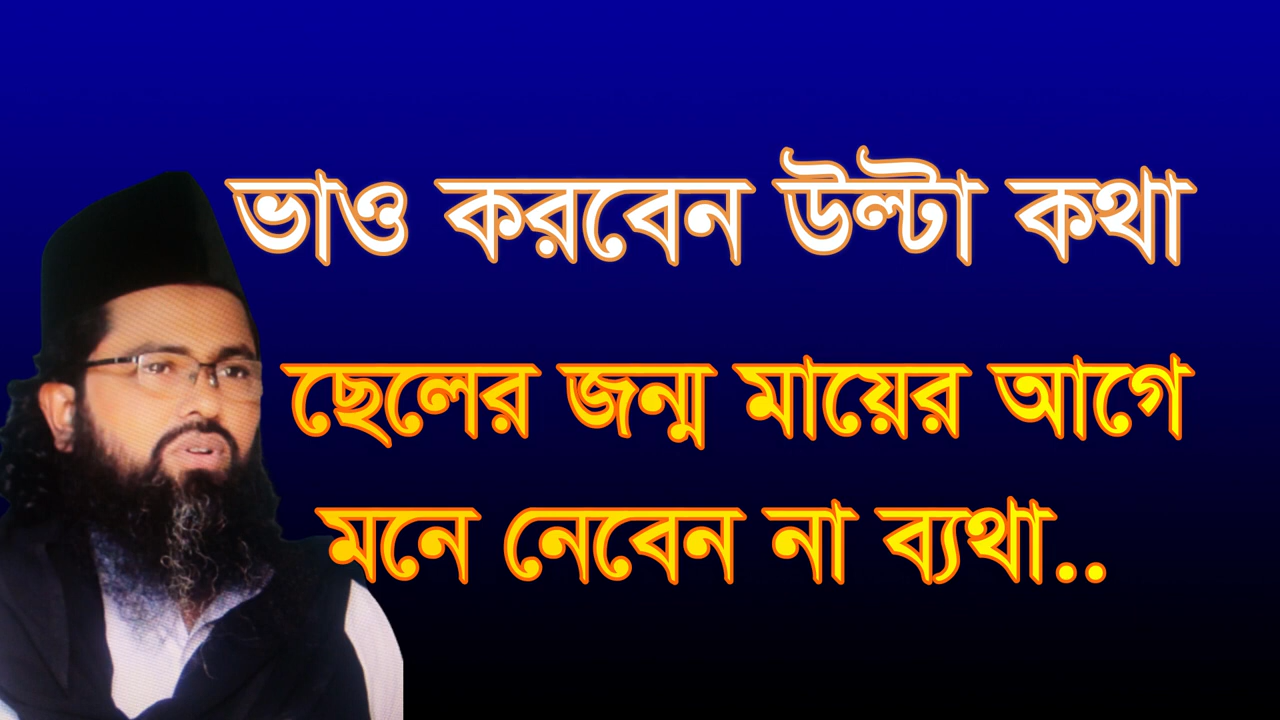 ভাও করবেন উল্টা কথা
ছেলের জন্ম মায়ের আগে
মনে নেবেন না ব্যথা..